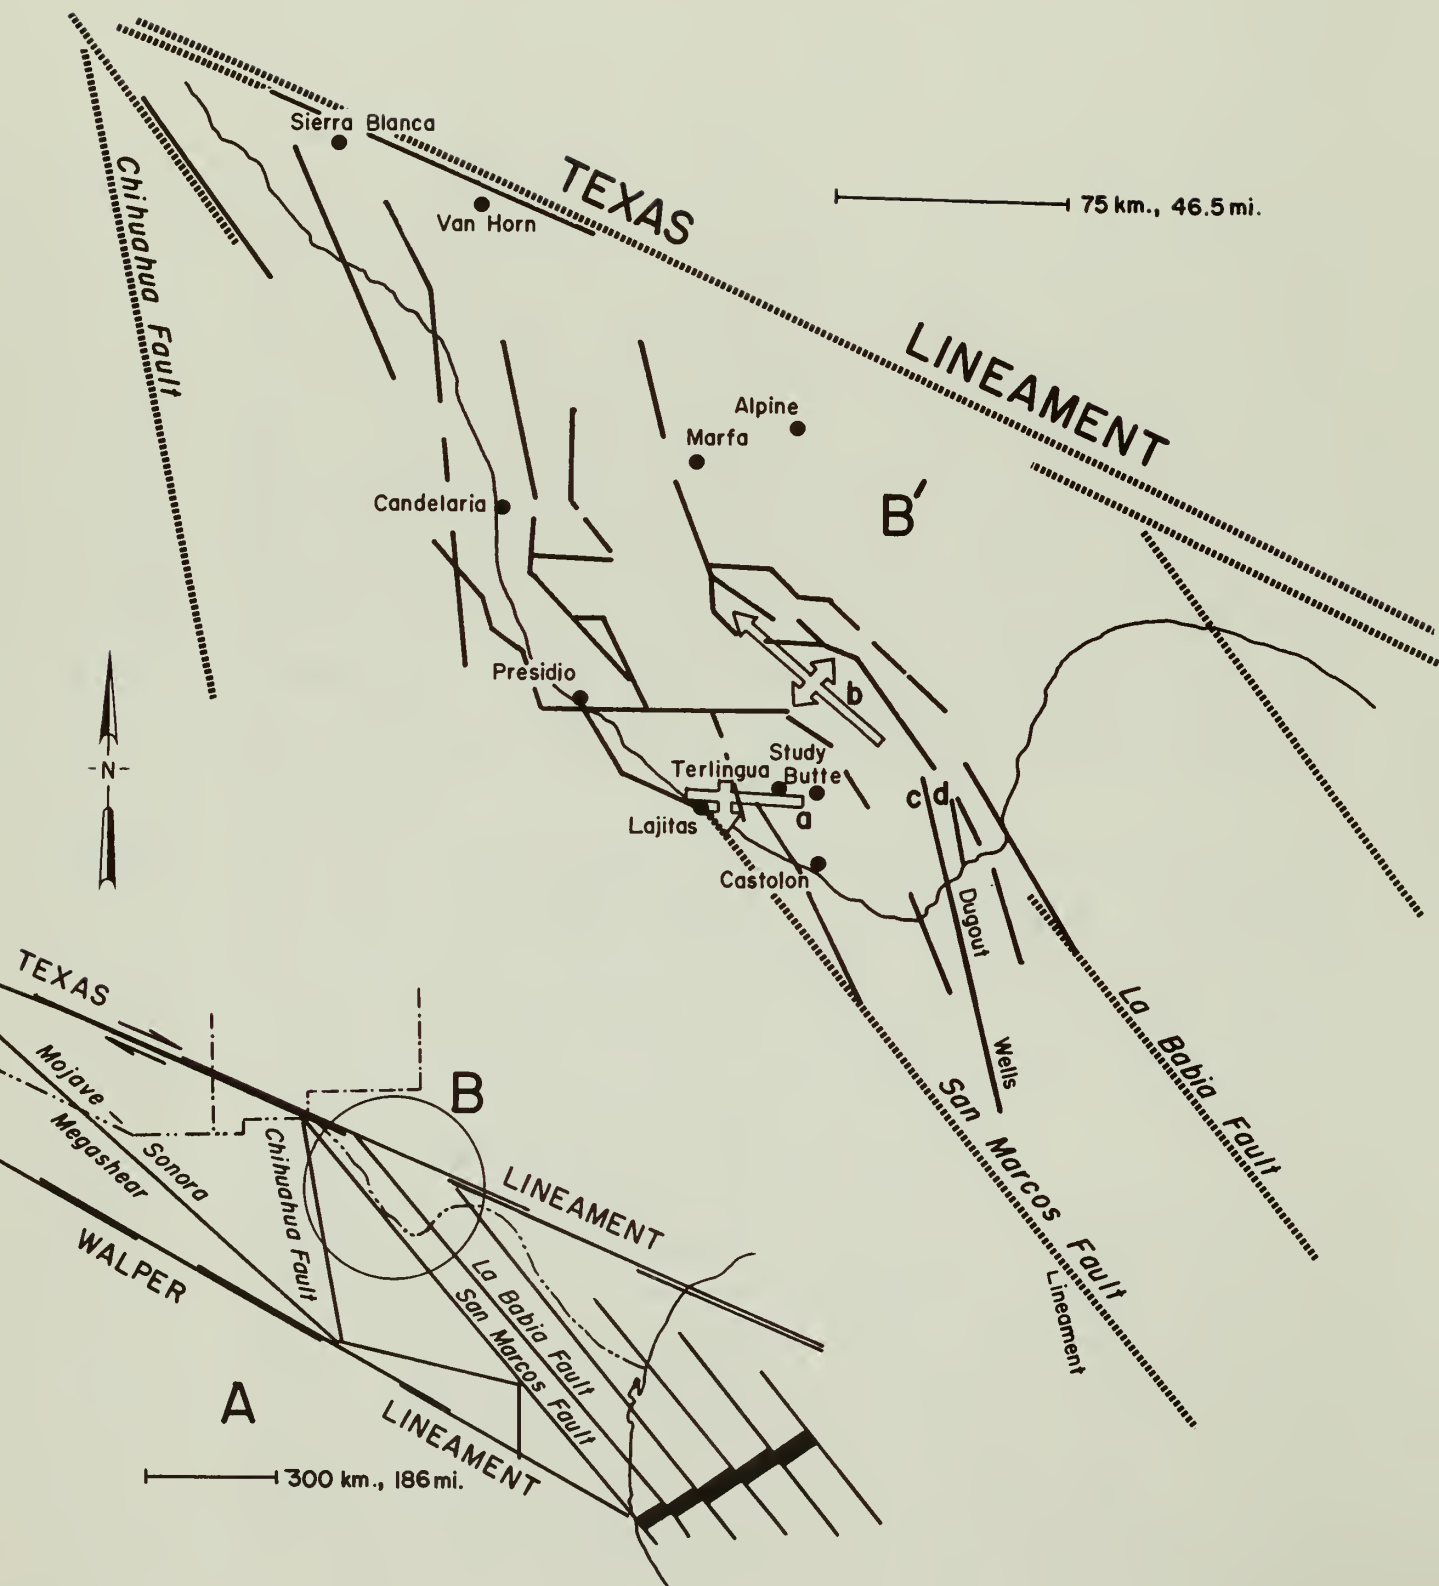 Sierra Blanca
Van Horn
TEXAS
75 km., 46.5 mi.
Chihuahua Fault
LINEAMENT
Alpine
Marfa
B'
Candelaria
Presidio
b
N
Study
Butte
Terlingua
c d
a
Lajitas
Castolon
Dugout
Wells
Lineament
La Babia Fault
San Marcos Fault
TEXAS
Mojave -
Sonora
Megashear
Chihuahua Fault
B
LINEAMENT
WALPER
La Babia Fault
San Marcos Fault
A
LINEAMENT
300 km., 186 mi.